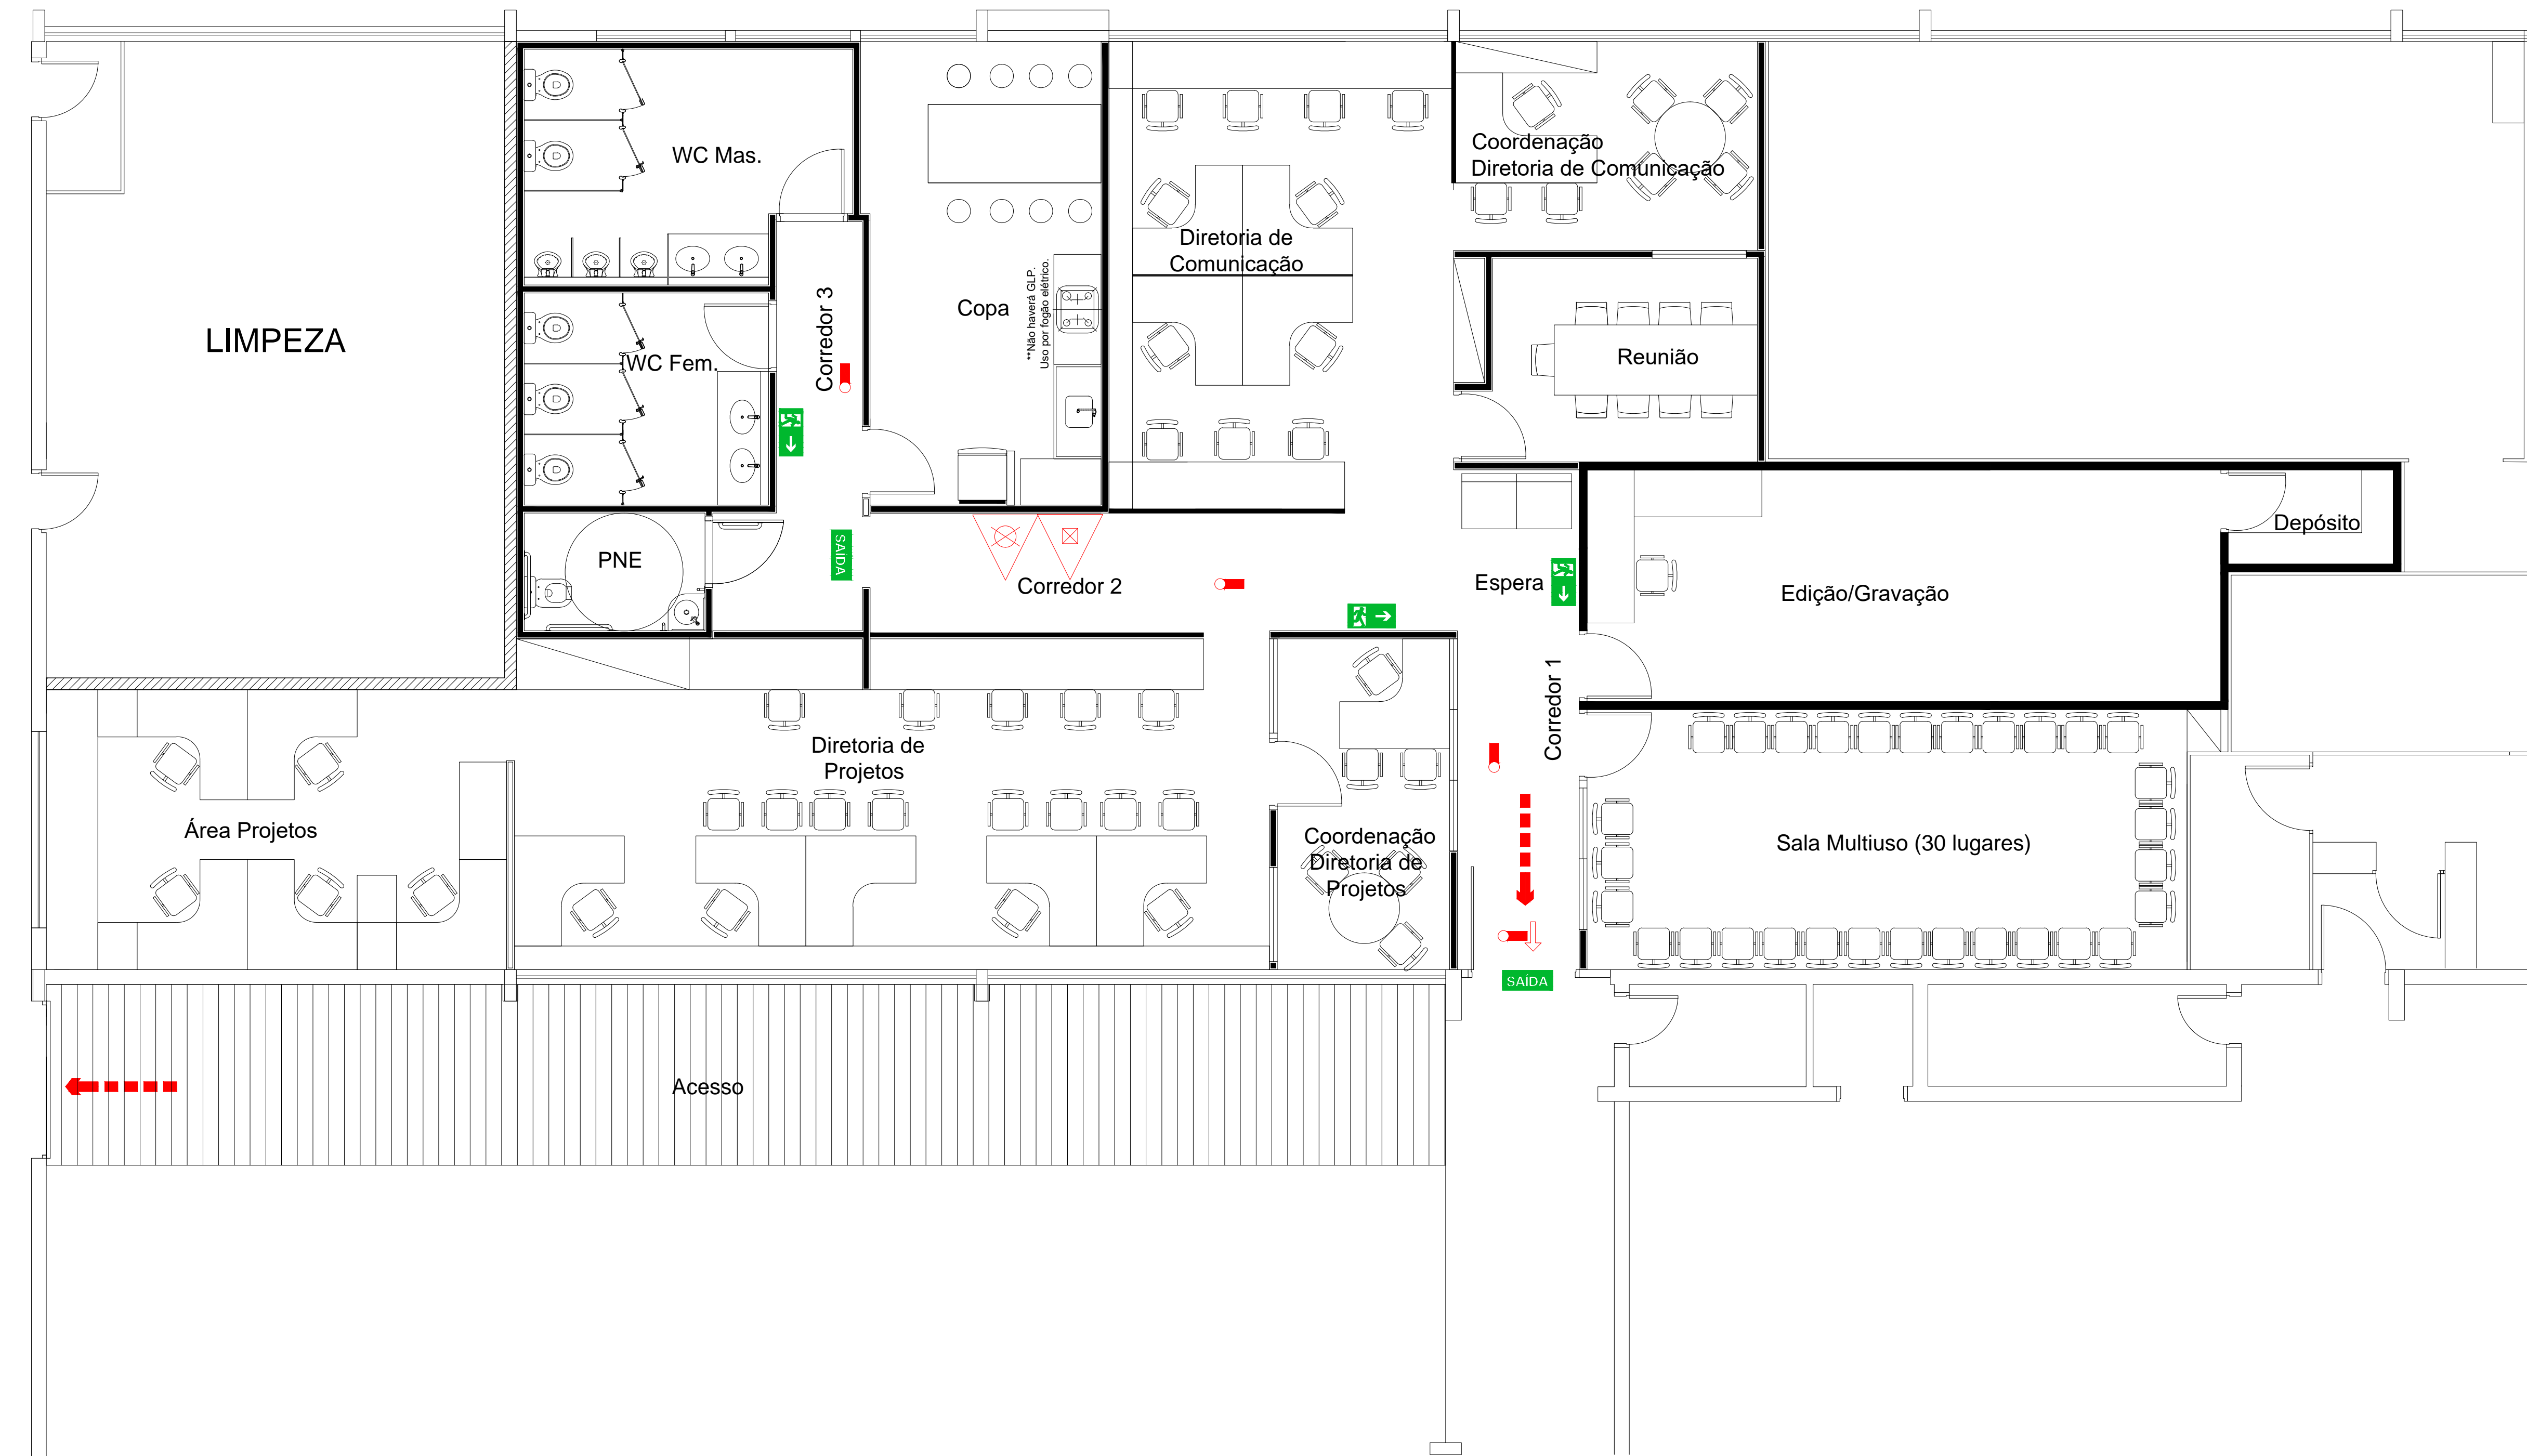 WC Mas.
Coordenação
Diretoria de Comunicação
Diretoria de
Comunicação
LIMPEZA
WC Fem.
Corredor 3
Copa
**Não haverá GLP.
Uso por fogão elétrico.
Reunião
PNE
SAIDA
Corredor 2
Espera
Edição/Gravação
Depósito
Corredor 1
Diretoria de
Projetos
Área Projetos
Coordenação
Diretoria de
Projetos
Sala Multiuso (30 lugares)
SAÍDA
Acesso